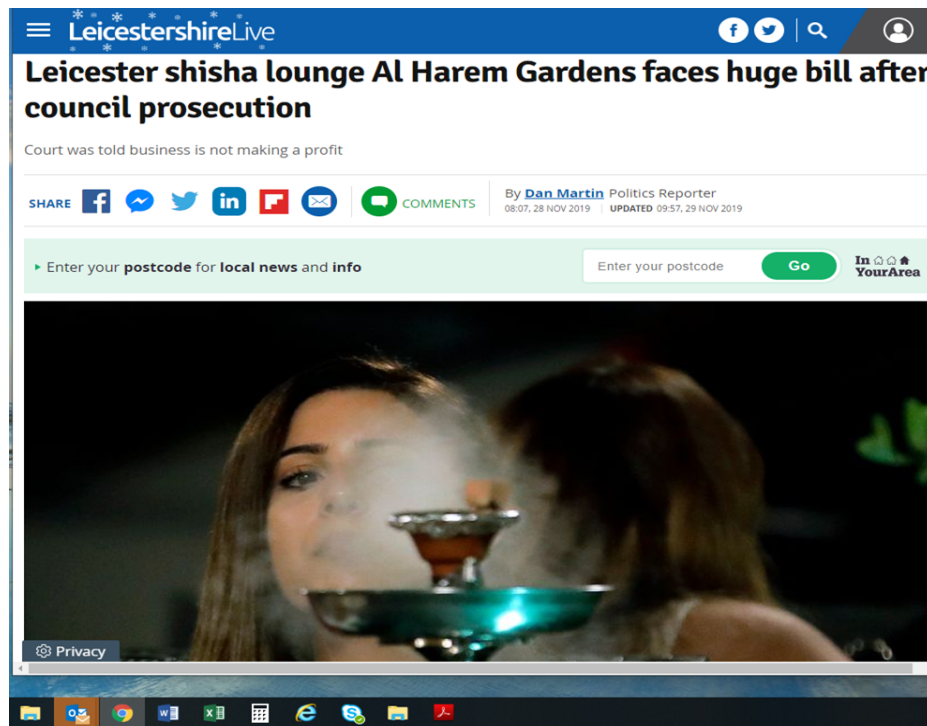 LeicestershireLive
Leicester shisha lounge Al Harem Gardens faces huge bill after
council prosecution
Court was told business is not making a profit
SHARE
COMMENTS
By Dan Martin Politics Reporter
08:07, 28 NOV 2019 | UPDATED 09:57, 29 NOV 2019
Enter your postcode for local news and info
Enter your postcode
Go
In
YourArea
Privacy